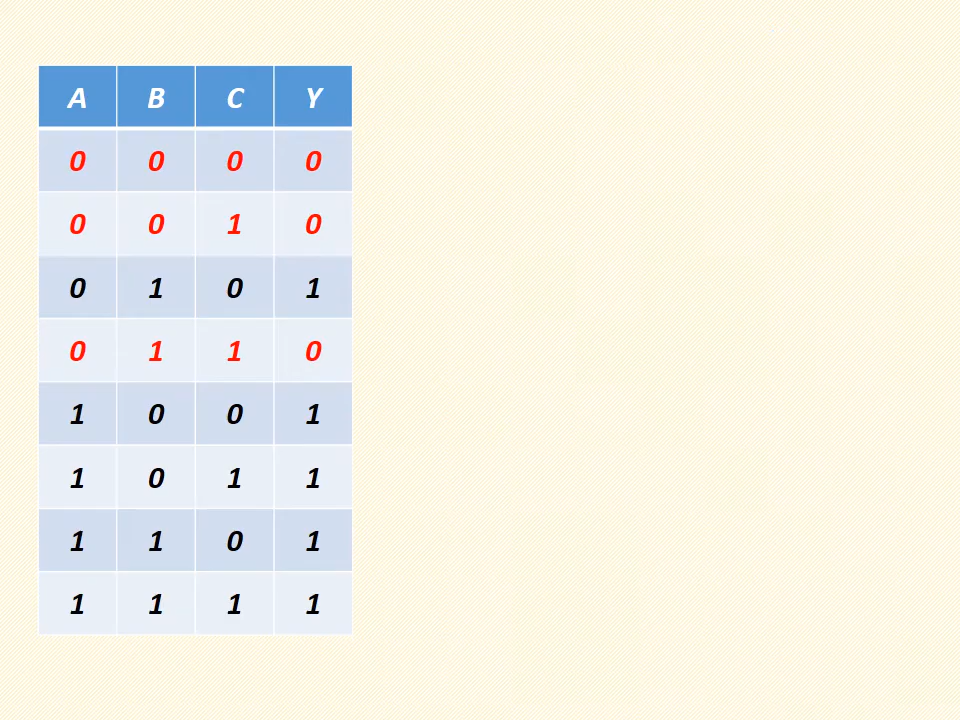 A B C Y
0 0 0 0
0 0 1 0
0 1 0 1
0 1 1 0
1 0 0 1
1 0 1 1
1 1 0 1
1 1 1 1